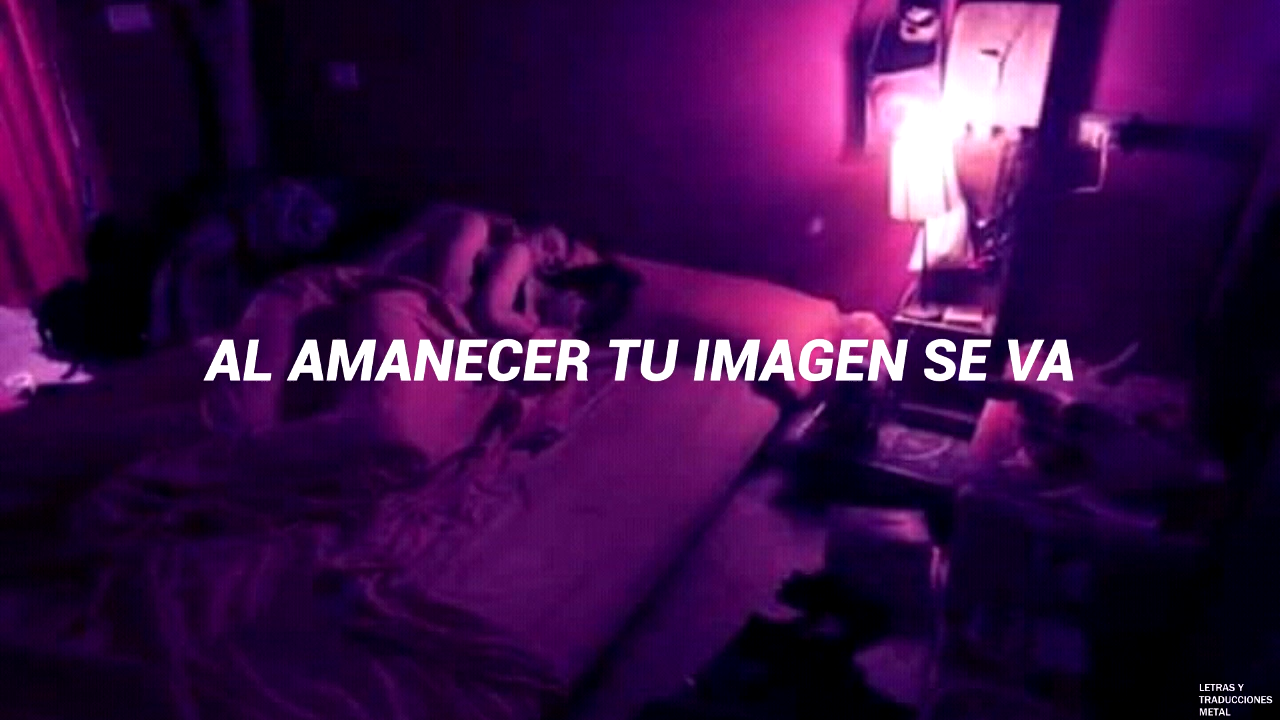 AL AMANECER TU IMAGEN SE VA
LETRAS Y
TRADUCCIONES
METAL